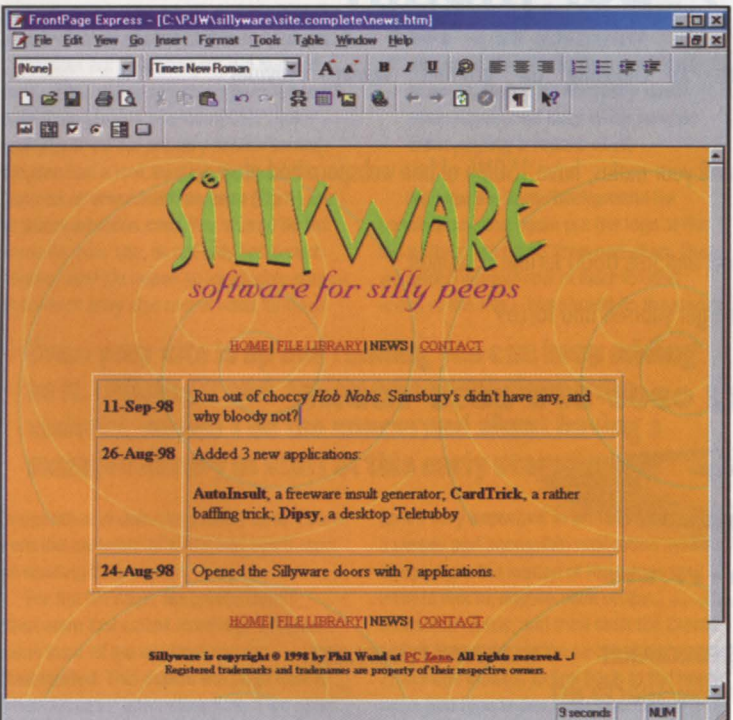 FrontPage Express - [C:\PJW\sillyware\site.complete\news.htm]
File Edit View Go Insert Format Tools Table Window Help
(None) Times New Roman A A B I U
SiLLYWARE
software for silly peeps
HOME| FILE LIBRARY| NEWS| CONTACT
11-Sep-98 Run out of choccy Hob Nobs. Sainsbury's didn't have any, and
why bloody not?
26-Aug-98 Added 3 new applications:
AutoInsult, a freeware insult generator; CardTrick, a rather
baffling trick; Dipsy, a desktop Teletubby
24-Aug-98 Opened the Sillyware doors with 7 applications.
HOME| FILE LIBRARY| NEWS| CONTACT
Sillyware is copyright © 1998 by Phil Wand at PC Zone. All rights reserved.
Registered trademarks and tradenames are property of their respective owners.
9 seconds NUM